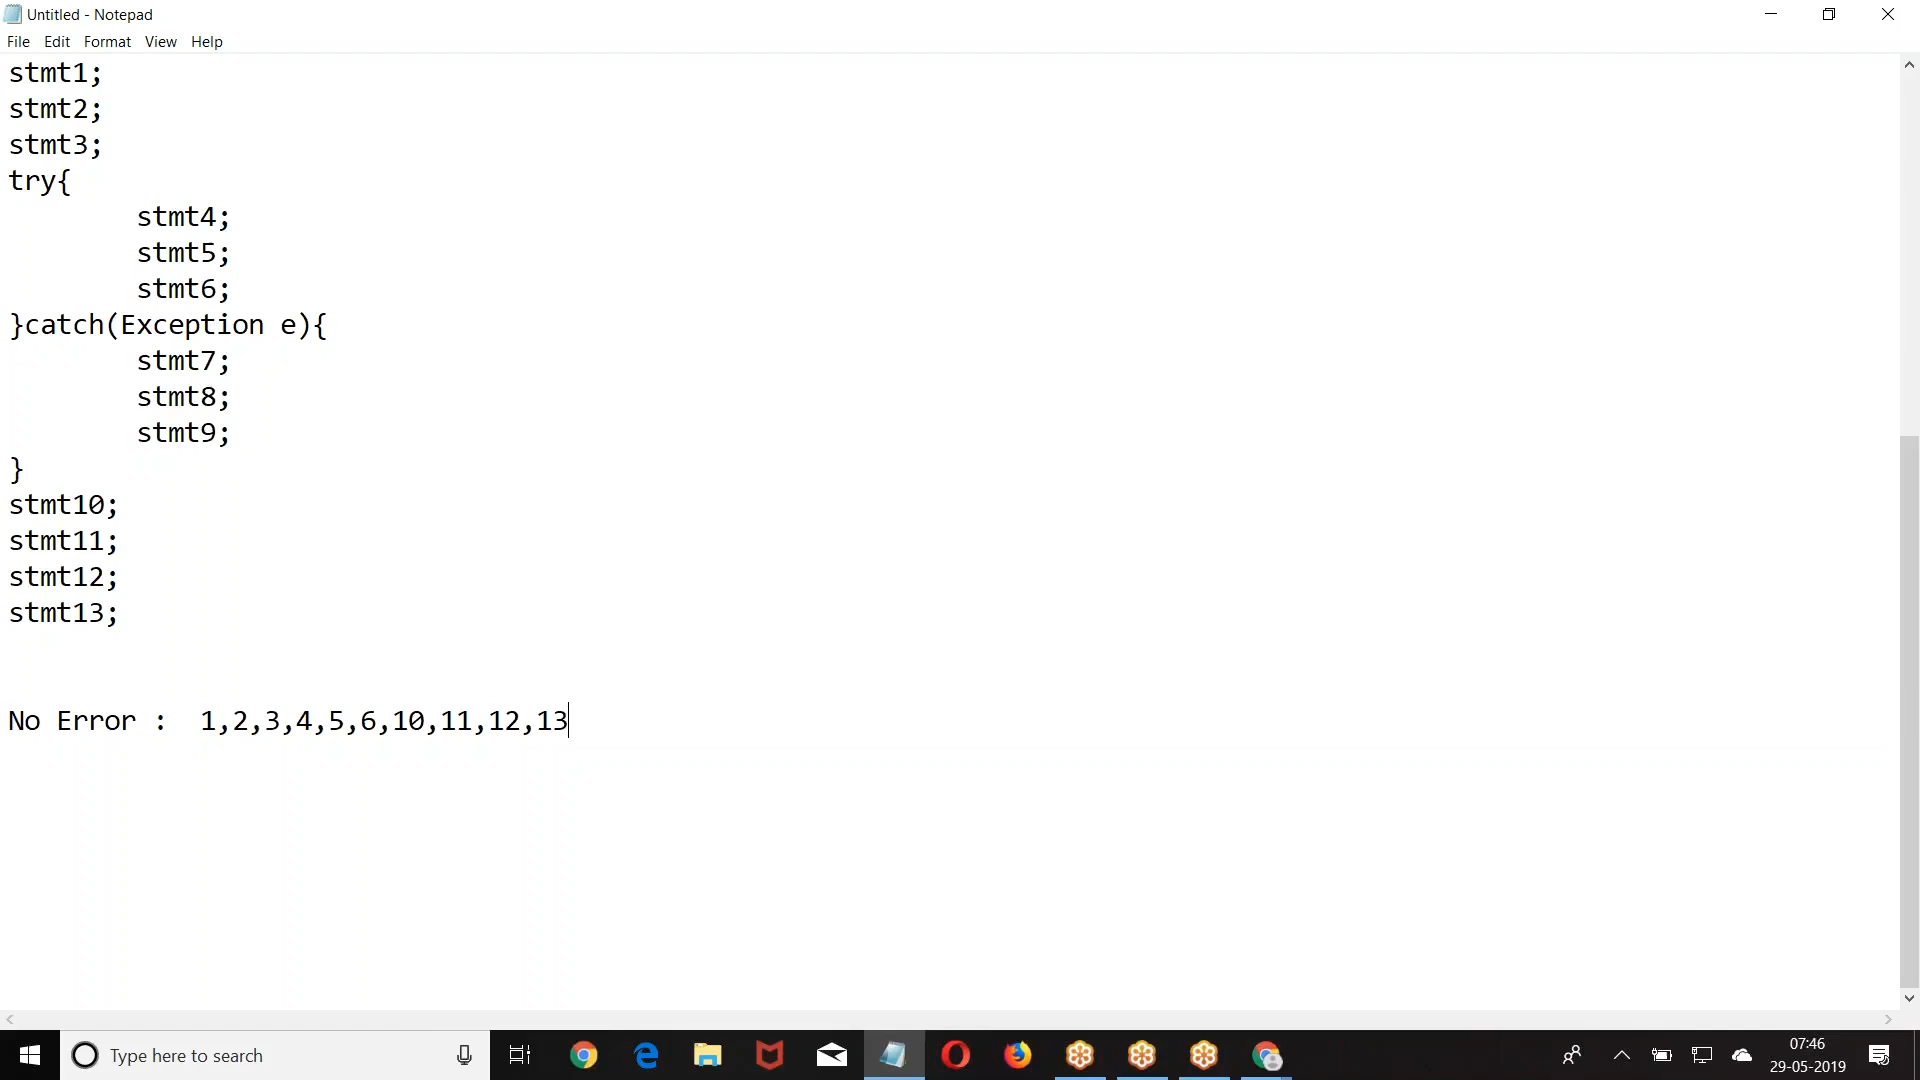 Untitled - Notepad
File Edit Format View Help
stmt1;
stmt2;
stmt3;
try{
stmt4;
stmt5;
stmt6;
}catch(Exception e){
stmt7;
stmt8;
stmt9;
}
stmt10;
stmt11;
stmt12;
stmt13;
No Error :  1,2,3,4,5,6,10,11,12,13
Type here to search
07:46
29-05-2019